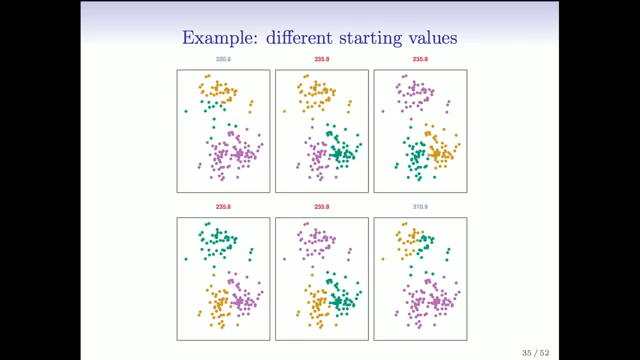 Example: different starting values
320.9 235.8 235.8
235.8 235.8 310.9
35 / 52